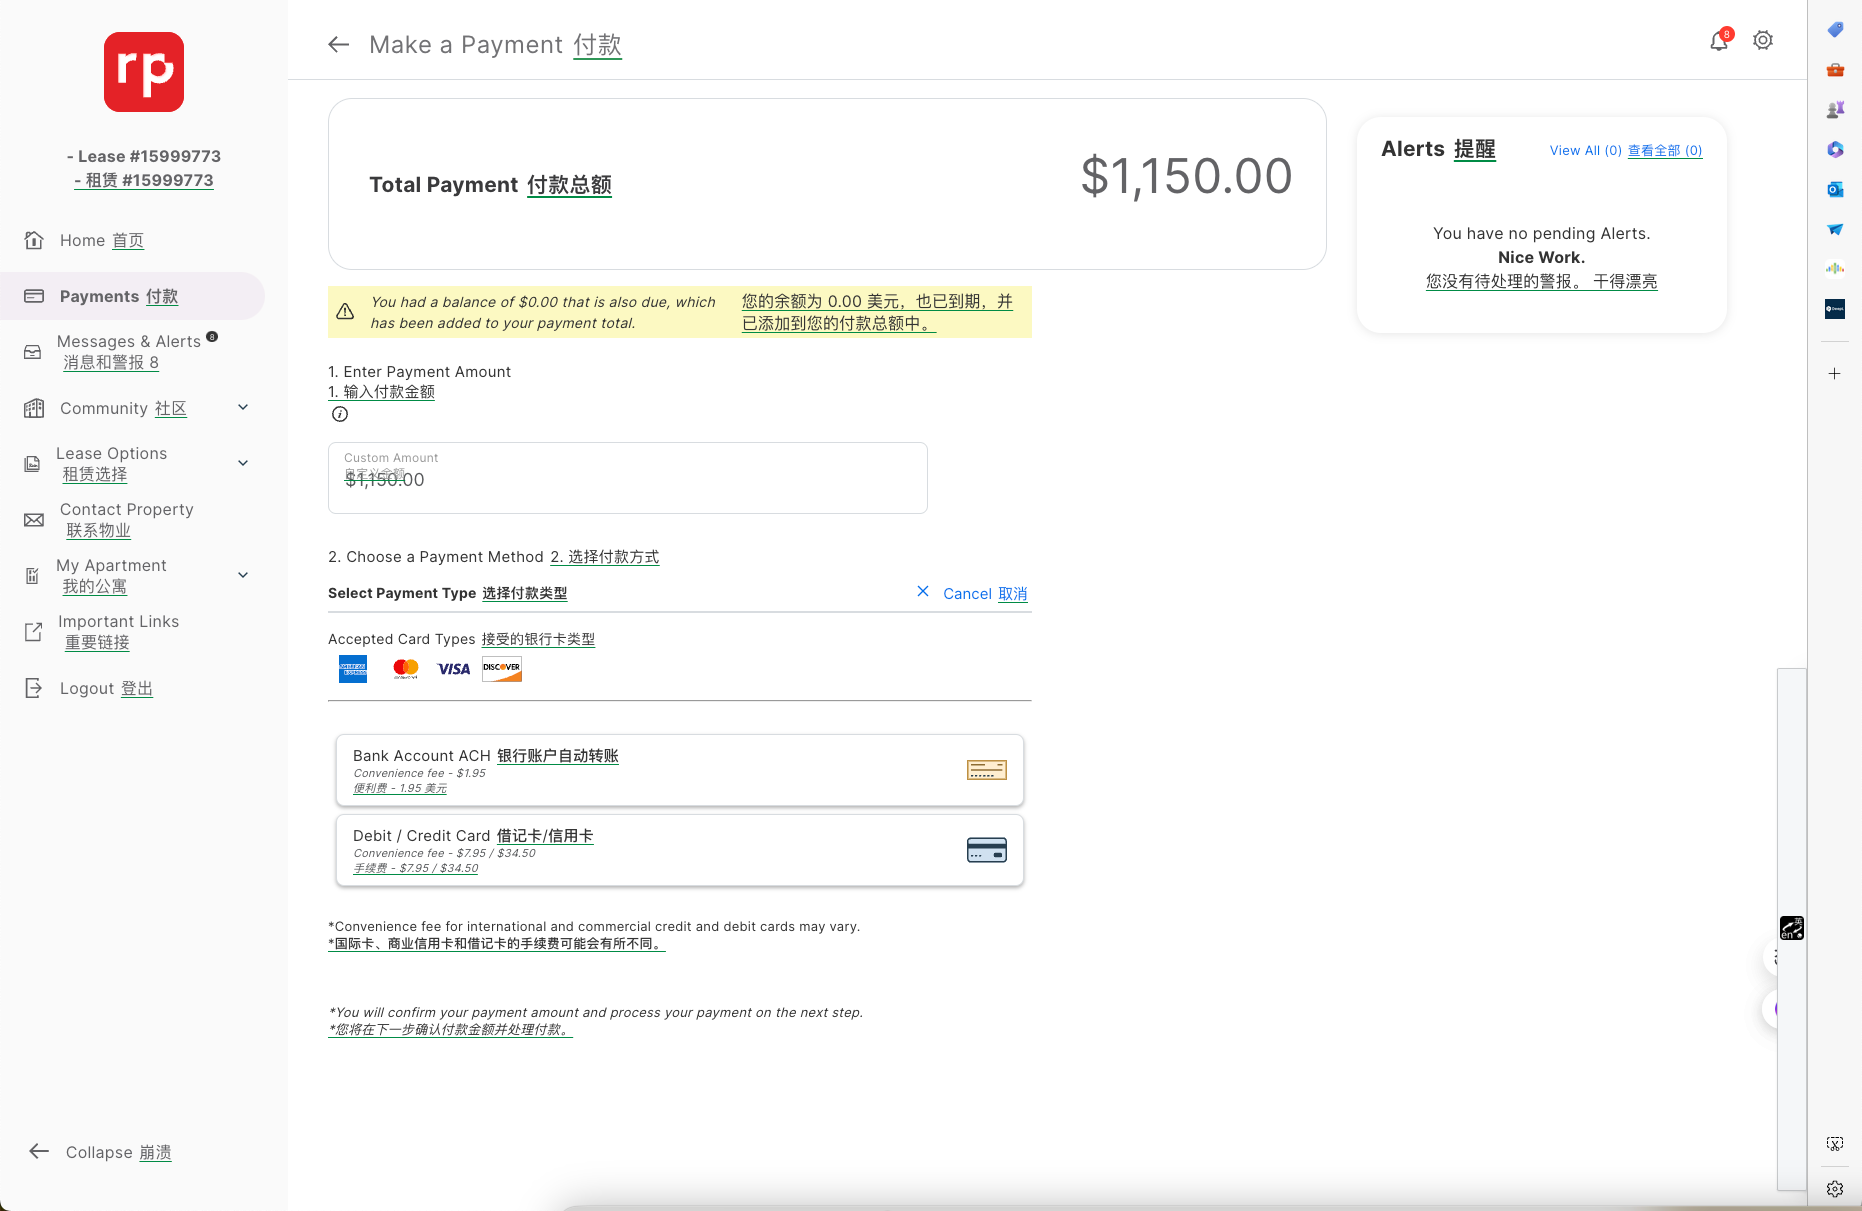 rp
- Lease #15999773
- 租赁 #15999773
Home 首页
Payments 付款
Messages & Alerts 8
消息和警报 8
Community 社区
Lease Options
租赁选择
Contact Property
联系物业
My Apartment
我的公寓
Important Links
重要链接
Logout 登出
Collapse 崩溃
Make a Payment 付款
8
Total Payment 付款总额
$1,150.00
You had a balance of $0.00 that is also due, which
has been added to your payment total.
您的余额为 0.00 美元，也已到期，并
已添加到您的付款总额中。
1. Enter Payment Amount
1. 输入付款金额
Custom Amount
自定义金额
$1,150.00
2. Choose a Payment Method 2. 选择付款方式
Select Payment Type 选择付款类型
Cancel 取消
Accepted Card Types 接受的银行卡类型
VISA
DISCOVER
Bank Account ACH 银行账户自动转账
Convenience fee - $1.95
便利费 - 1.95 美元
Debit / Credit Card 借记卡/信用卡
Convenience fee - $7.95 / $34.50
手续费 - $7.95 / $34.50
*Convenience fee for international and commercial credit and debit cards may vary.
*国际卡、商业信用卡和借记卡的手续费可能会有所不同。
*You will confirm your payment amount and process your payment on the next step.
*您将在下一步确认付款金额并处理付款。
Alerts 提醒
View All (0) 查看全部 (0)
You have no pending Alerts.
Nice Work.
您没有待处理的警报。 干得漂亮
英
en